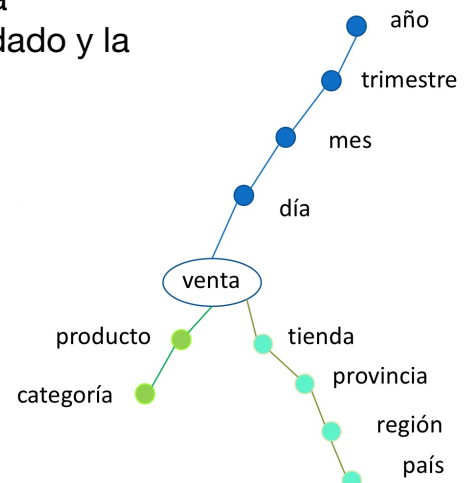 a
dado y la
año
trimestre
mes
día
venta
producto
tienda
provincia
categoría
región
país